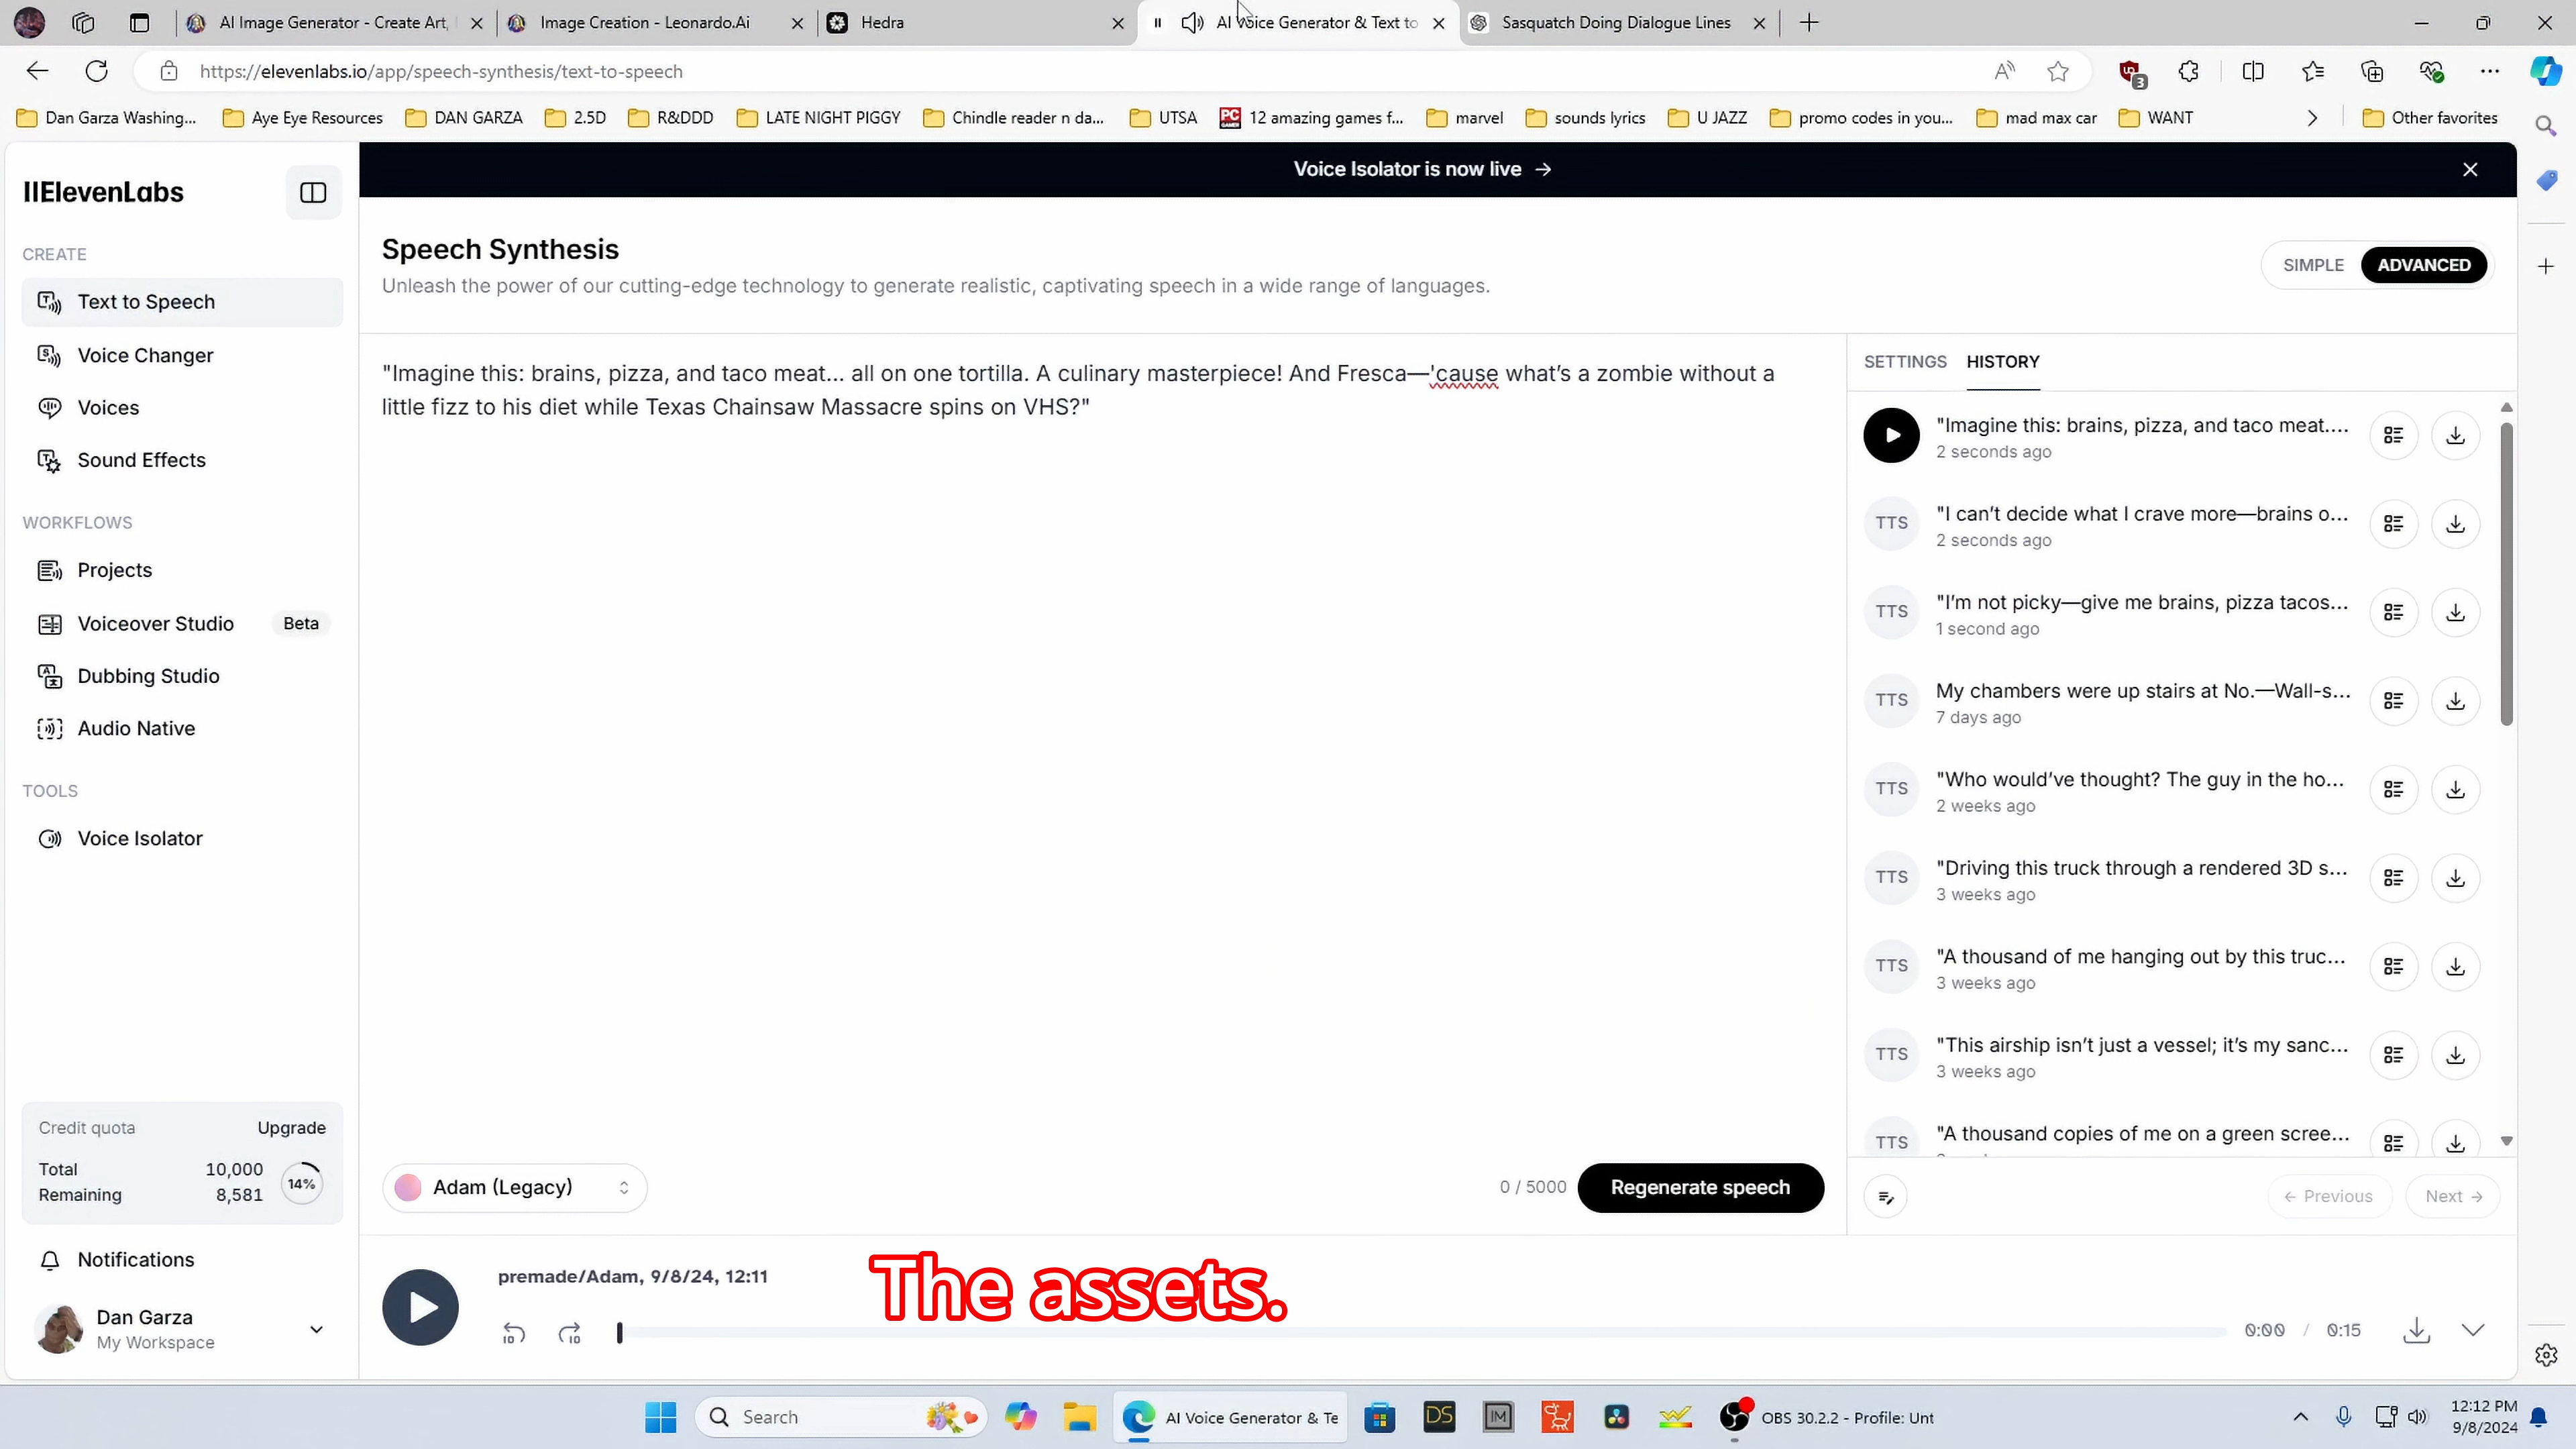 AI Image Generator - Create Art,
Image Creation - Leonardo.Ai
Hedra
AI Voice Generator & Text to
Sasquatch Doing Dialogue Lines
https://elevenlabs.io/app/speech-synthesis/text-to-speech
3
Dan Garza Washing...
Aye Eye Resources
DAN GARZA
2.5D
R&DDD
LATE NIGHT PIGGY
Chindle reader n da...
UTSA
12 amazing games f...
marvel
sounds lyrics
U JAZZ
promo codes in you...
mad max car
WANT
Other favorites
IIElevenLabs
Voice Isolator is now live →
CREATE
Text to Speech
Voice Changer
Voices
Sound Effects
WORKFLOWS
Projects
Voiceover Studio Beta
Dubbing Studio
Audio Native
TOOLS
Voice Isolator
Credit quota Upgrade
Total 10,000
Remaining 8,581
14%
Notifications
Dan Garza
My Workspace
Speech Synthesis
Unleash the power of our cutting-edge technology to generate realistic, captivating speech in a wide range of languages.
SIMPLE ADVANCED
"Imagine this: brains, pizza, and taco meat... all on one tortilla. A culinary masterpiece! And Fresca—'cause what's a zombie without a
little fizz to his diet while Texas Chainsaw Massacre spins on VHS?"
Adam (Legacy)
0 / 5000
Regenerate speech
SETTINGS HISTORY
"Imagine this: brains, pizza, and taco meat....
2 seconds ago
TTS
"I can't decide what I crave more—brains o...
2 seconds ago
TTS
"I'm not picky—give me brains, pizza tacos...
1 second ago
TTS
My chambers were up stairs at No.—Wall-s...
7 days ago
TTS
"Who would've thought? The guy in the ho...
2 weeks ago
TTS
"Driving this truck through a rendered 3D s...
3 weeks ago
TTS
"A thousand of me hanging out by this truc...
3 weeks ago
TTS
"This airship isn't just a vessel; it's my sanc...
3 weeks ago
TTS
"A thousand copies of me on a green scree...
← Previous Next →
premade/Adam, 9/8/24, 12:11
The assets.
10 10
0:00 / 0:15
Search
AI Voice Generator & Te
DS
IM
OBS 30.2.2 - Profile: Unt
12:12 PM
9/8/2024